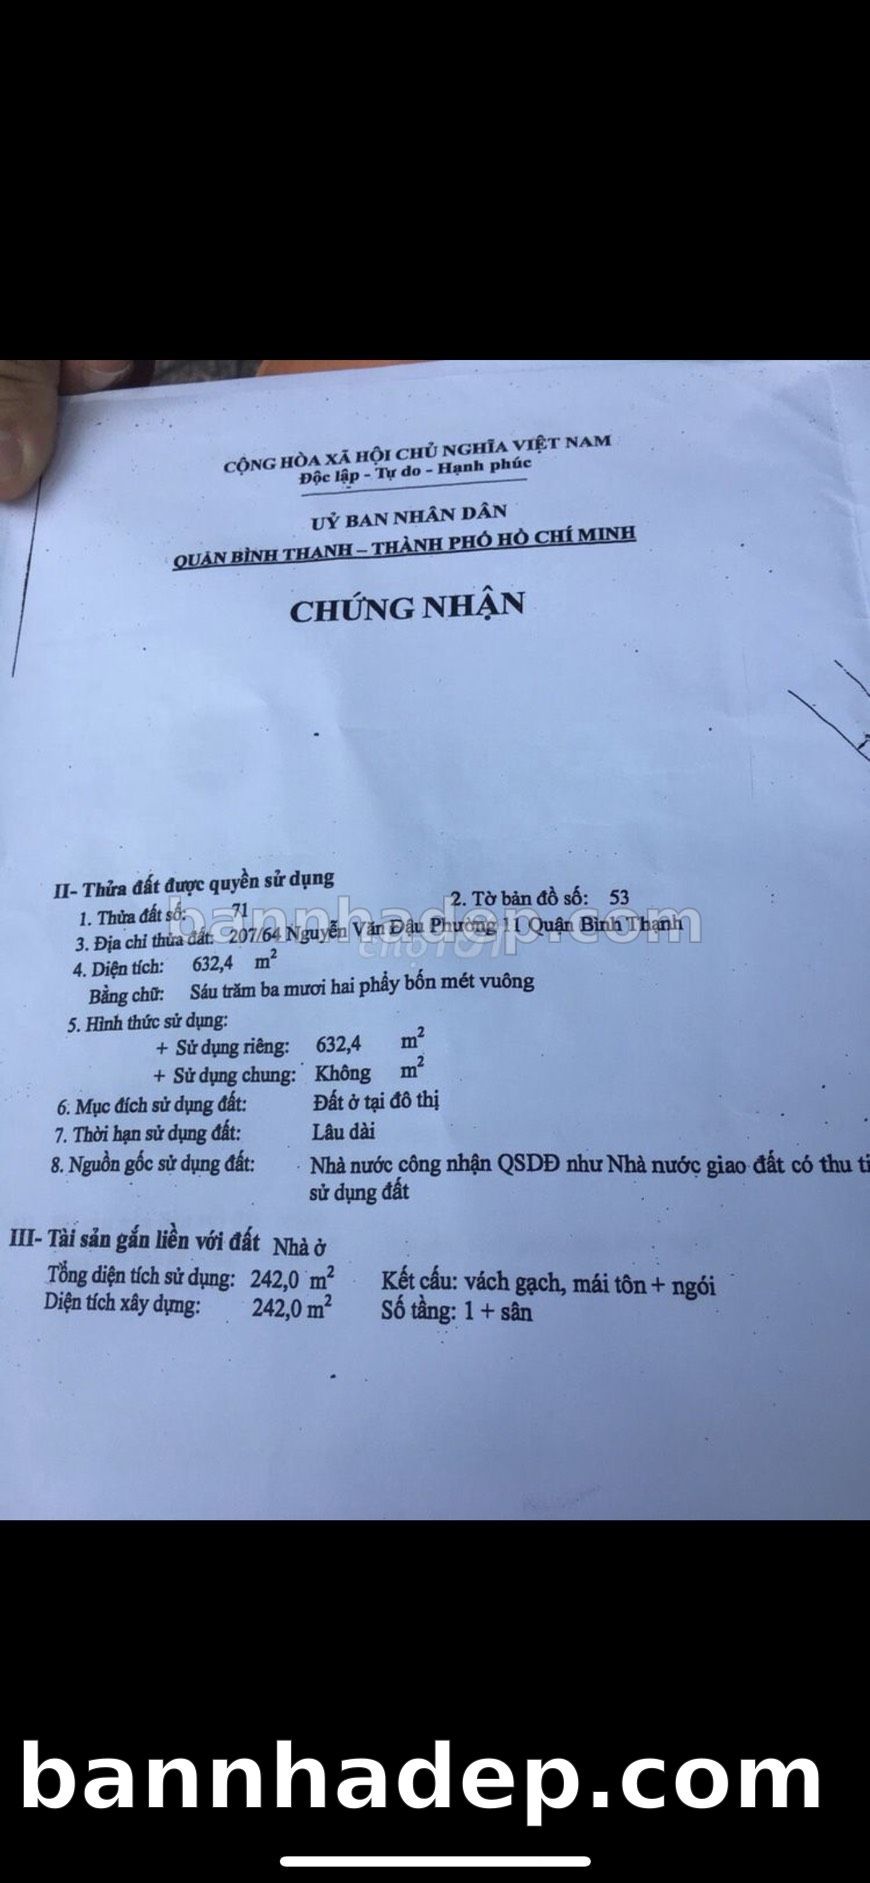 CỘNG HÒA XÃ HỘI CHỦ NGHĨA VIỆT NAM
Độc lập - Tự do - Hạnh phúc
UỶ BAN NHÂN DÂN
QUẬN BÌNH THẠNH – THÀNH PHỐ HỒ CHÍ MINH
CHỨNG NHẬN
II- Thửa đất được quyền sử dụng
1. Thửa đất số: 71 2. Tờ bản đồ số: 53
bannhadep.com
3. Địa chỉ thửa đất: 207/64 Nguyễn Văn Đậu Phường 11 Quận Bình Thạnh
chợTỐT
4. Diện tích: 632,4 m²
Bằng chữ: Sáu trăm ba mươi hai phẩy bốn mét vuông
5. Hình thức sử dụng:
+ Sử dụng riêng: 632,4 m²
+ Sử dụng chung: Không m²
6. Mục đích sử dụng đất: Đất ở tại đô thị
7. Thời hạn sử dụng đất: Lâu dài
8. Nguồn gốc sử dụng đất: Nhà nước công nhận QSDĐ như Nhà nước giao đất có thu ti
sử dụng đất
III- Tài sản gắn liền với đất Nhà ở
Tổng diện tích sử dụng: 242,0 m² Kết cấu: vách gạch, mái tôn + ngói
Diện tích xây dựng: 242,0 m² Số tầng: 1 + sân
bannhadep.com